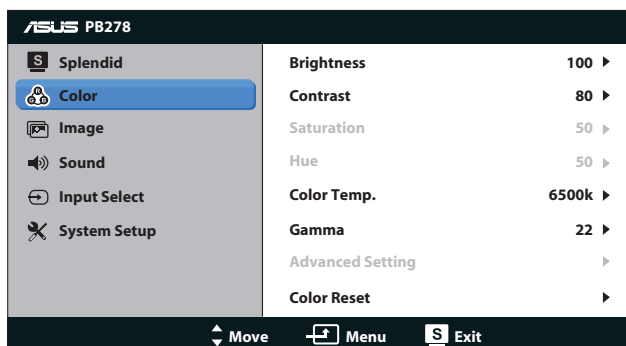 ASUS PB278
S Splendid
Color
Image
Sound
Input Select
System Setup
Brightness 100
Contrast 80
Saturation 50
Hue 50
Color Temp. 6500k
Gamma 22
Advanced Setting
Color Reset
Move Menu S Exit